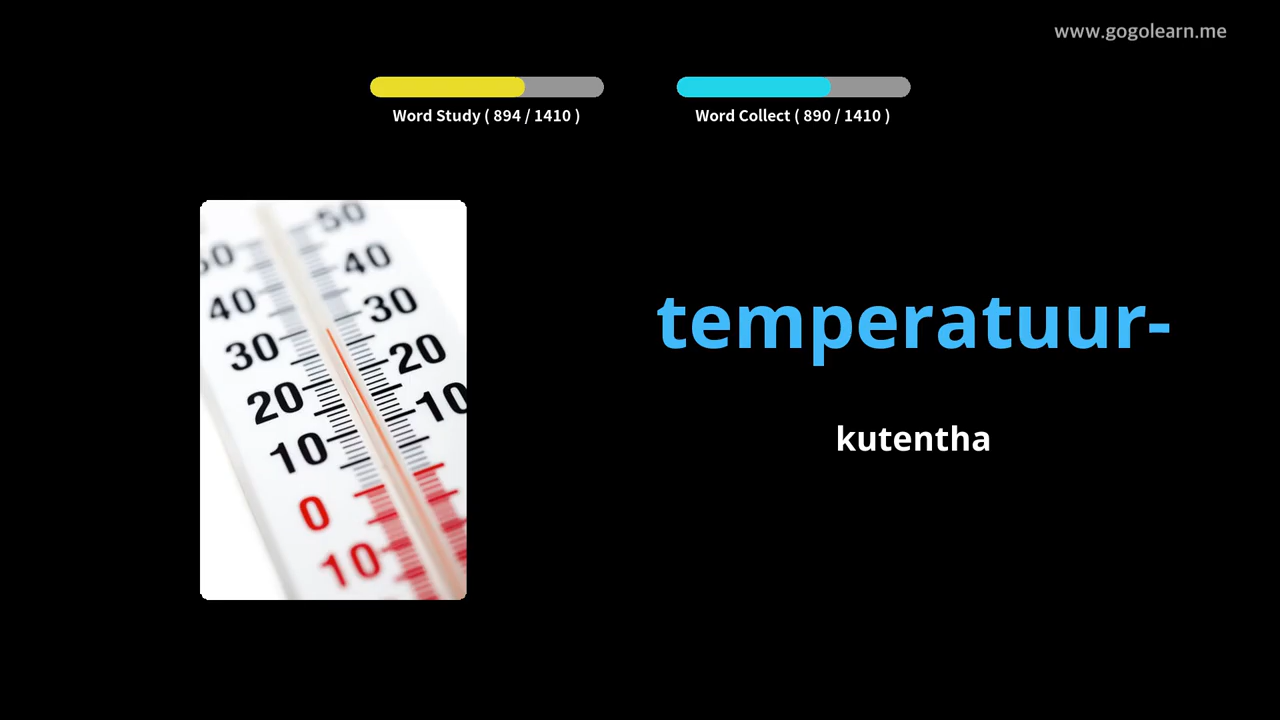 www.gogolearn.me
Word Study ( 894 / 1410 )
Word Collect ( 890 / 1410 )
50
50
40
40
30
30
20
20
10
10
0
10
temperatuur-
kutentha